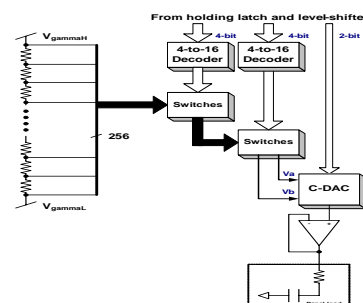 From holding latch and level-shifte
VgammaH
4-bit
4-bit
2-bit
4-to-16
Decoder
4-to-16
Decoder
Switches
256
Switches
Va
Vb
C-DAC
VgammaL